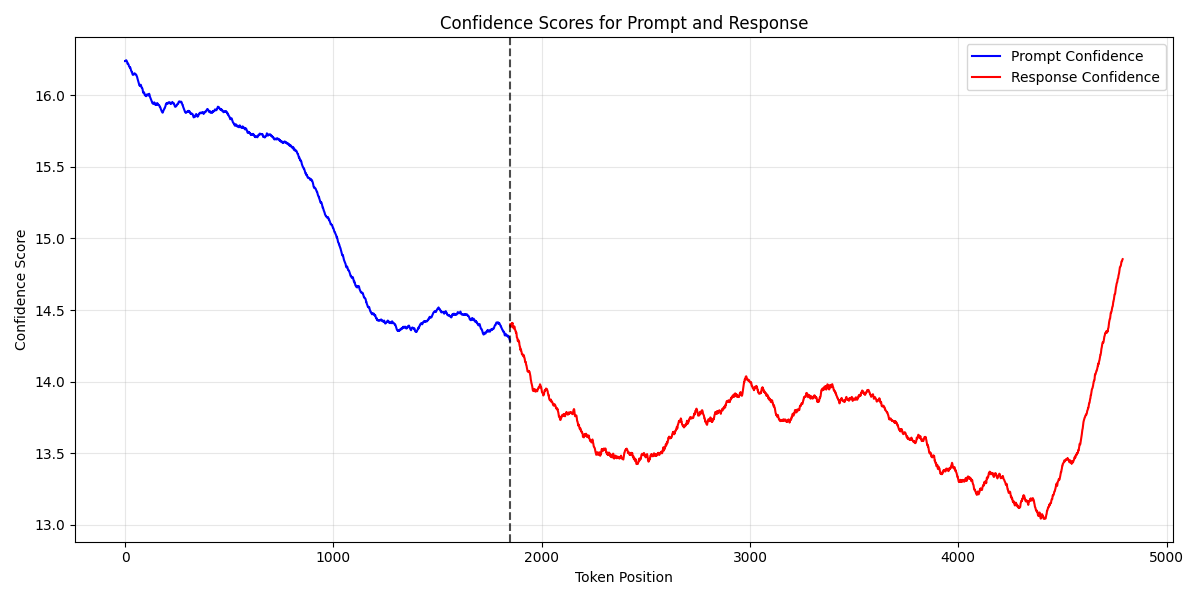 Confidence Scores for Prompt and Response
Prompt Confidence
Response Confidence
Confidence Score
16.0
15.5
15.0
14.5
14.0
13.5
13.0
0
1000
2000
3000
4000
5000
Token Position